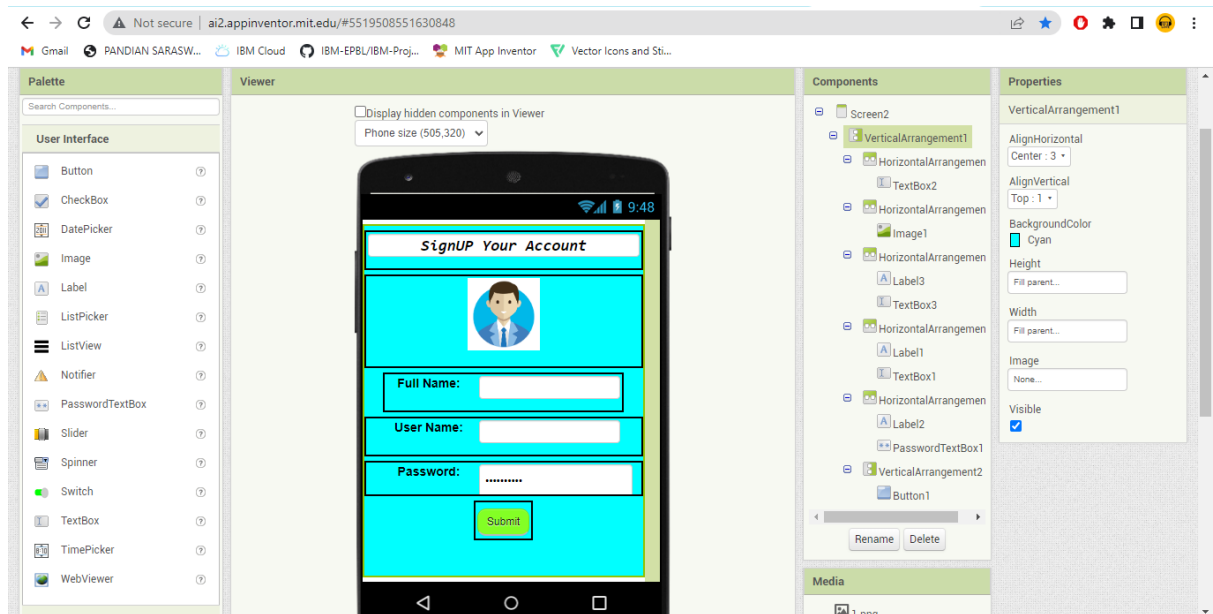 Not secure | ai2.appinventor.mit.edu/#5519508551630848
Gmail PANDIAN SARASW... IBM Cloud IBM-EPBL/IBM-Proj... MIT App Inventor Vector Icons and Sti...
Palette
Search Components...
User Interface
Button
CheckBox
DatePicker
Image
Label
ListPicker
ListView
Notifier
PasswordTextBox
Slider
Spinner
Switch
TextBox
TimePicker
WebViewer
Viewer
Display hidden components in Viewer
Phone size (505,320)
9:48
SignUP Your Account
Full Name:
User Name:
Password:
Submit
Components
Screen2
VerticalArrangement1
HorizontalArrangemen
TextBox2
HorizontalArrangemen
Image1
HorizontalArrangemen
Label3
TextBox3
HorizontalArrangemen
Label1
TextBox1
HorizontalArrangemen
Label2
PasswordTextBox1
VerticalArrangement2
Button1
Rename Delete
Media
1.png
Properties
VerticalArrangement1
AlignHorizontal
Center : 3
AlignVertical
Top : 1
BackgroundColor
Cyan
Height
Fill parent...
Width
Fill parent...
Image
None...
Visible